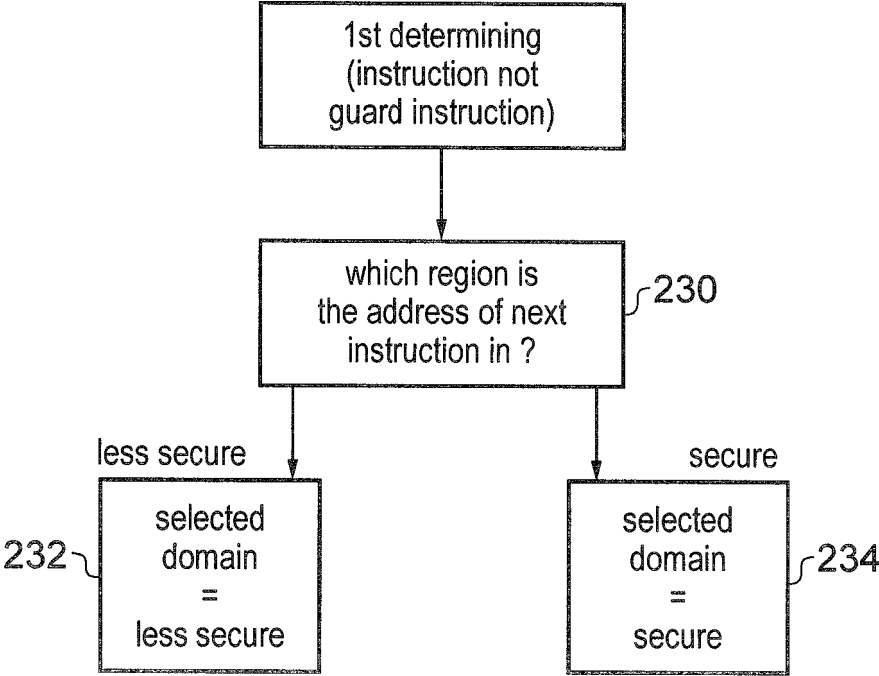 1st determining
(instruction not
guard instruction)
which region is
the address of next
instruction in ?
230
less secure
secure
selected
domain
=
less secure
232
selected
domain
=
secure
234